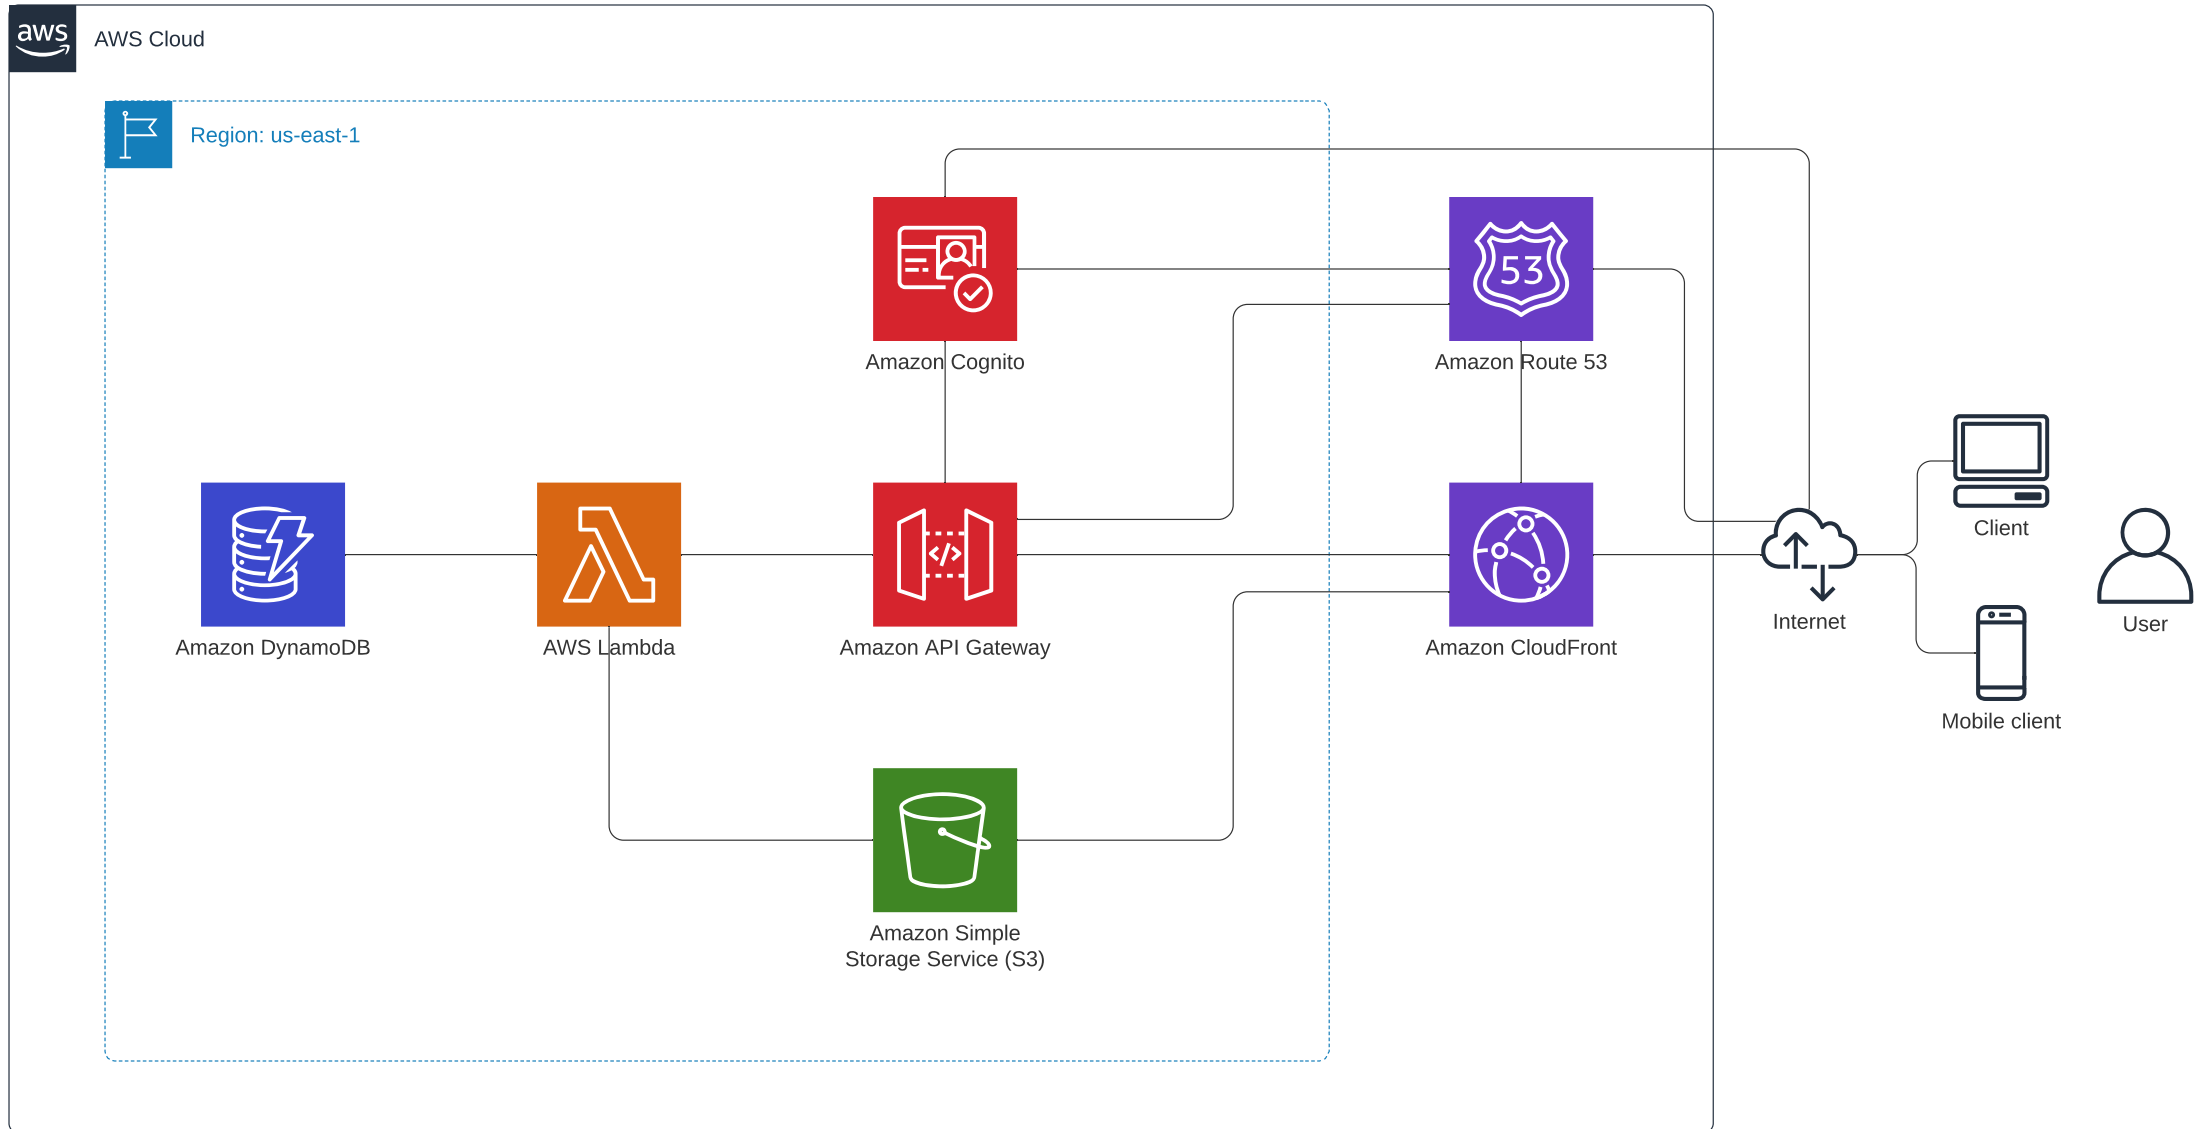 aws
AWS Cloud
Region: us-east-1
53
Amazon Cognito
Amazon Route 53
Client
Amazon DynamoDB
AWS Lambda
Amazon API Gateway
</>
Amazon CloudFront
Internet
User
Mobile client
Amazon Simple
Storage Service (S3)